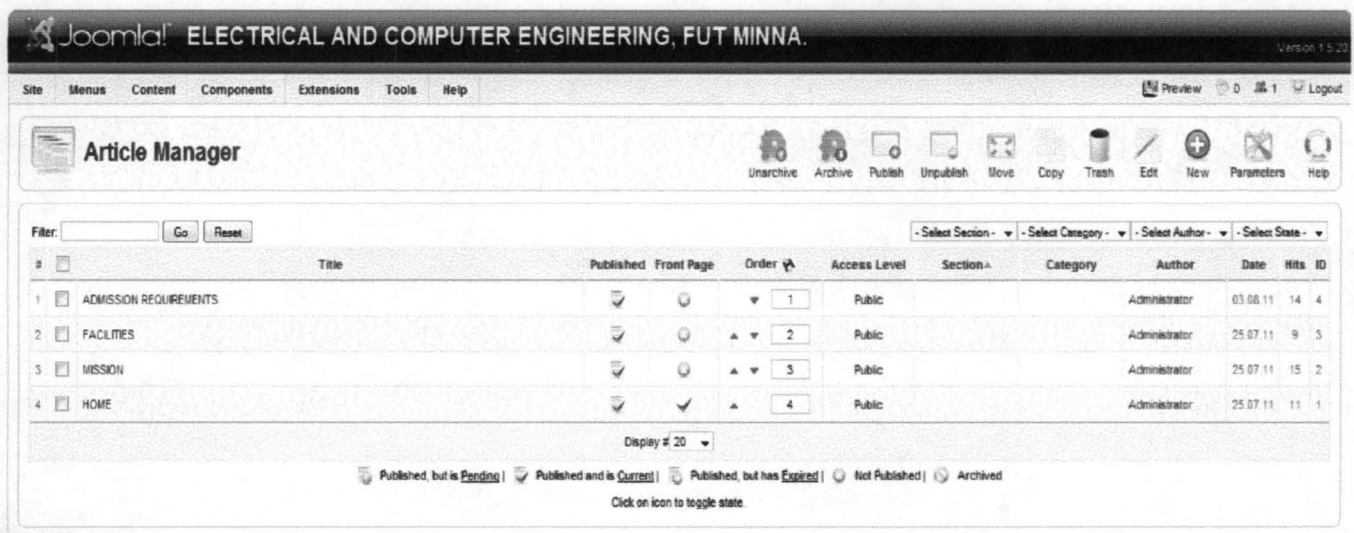 Joomla!® ELECTRICAL AND COMPUTER ENGINEERING, FUT MINNA.
Version 1.5.20
Site Menus Content Components Extensions Tools Help Preview 0 1 Logout
Article Manager
Unarchive Archive Publish Unpublish Move Copy Trash Edit New Parameters Help
Filter: Go Reset - Select Section - - Select Category - - Select Author - - Select State -
# Title Published Front Page Order Access Level Section Category Author Date Hits ID
1 ADMISSION REQUIREMENTS 1 Public Administrator 03.08.11 14 4
2 FACILITIES 2 Public Administrator 25.07.11 9 3
3 MISSION 3 Public Administrator 25.07.11 15 2
4 HOME 4 Public Administrator 25.07.11 11 1
Display # 20
Published, but is Pending | Published and is Current | Published, but has Expired | Not Published | Archived
Click on icon to toggle state.